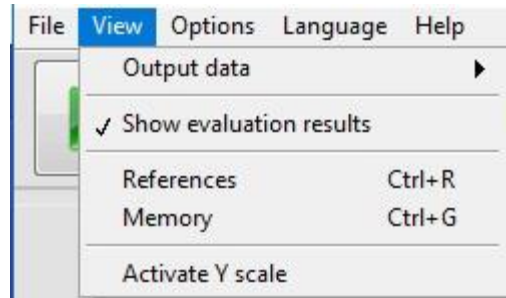 File View Options Language Help
Output data
✓ Show evaluation results
References Ctrl+R
Memory Ctrl+G
Activate Y scale